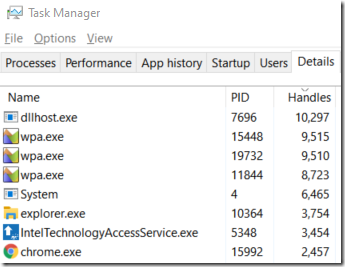 Task Manager
File Options View
Processes Performance App history Startup Users Details
Name PID Handles
dllhost.exe 7696 10,297
wpa.exe 15448 9,515
wpa.exe 19732 9,510
wpa.exe 11844 8,723
System 4 6,465
explorer.exe 10364 3,754
IntelTechnologyAccessService.exe 5348 3,454
chrome.exe 15992 2,457